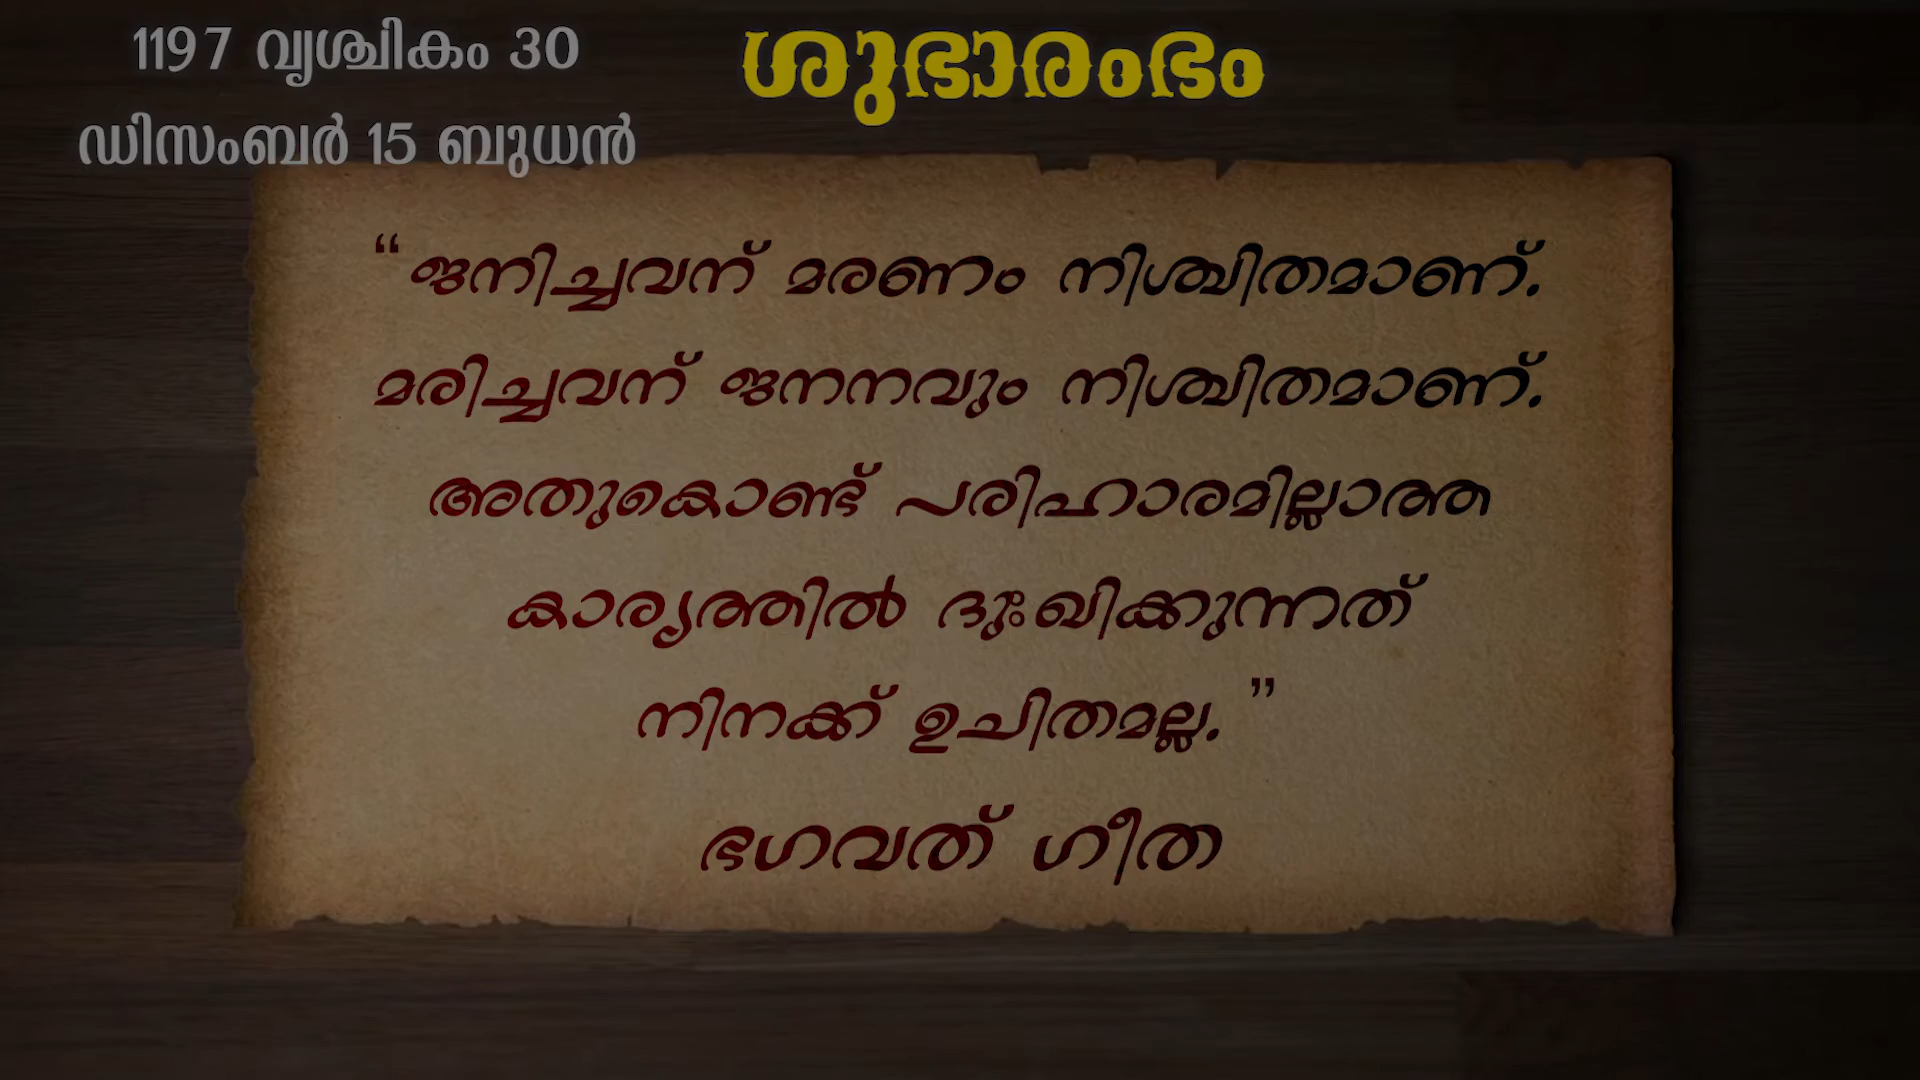 1197 വൃശ്ചികം 30
ഡിസംബർ 15 ബുധൻ
ശുഭാരംഭം
“ജനിച്ചവന് മരണം നിശ്ചിതമാണ്.
മരിച്ചവന് ജനനവും നിശ്ചിതമാണ്.
അതുകൊണ്ട് പരിഹാരമില്ലാത്ത
കാര്യത്തിൽ ദുഃഖിക്കുന്നത്
നിനക്ക് ഉചിതമല്ല.”
ഭഗവത് ഗീത